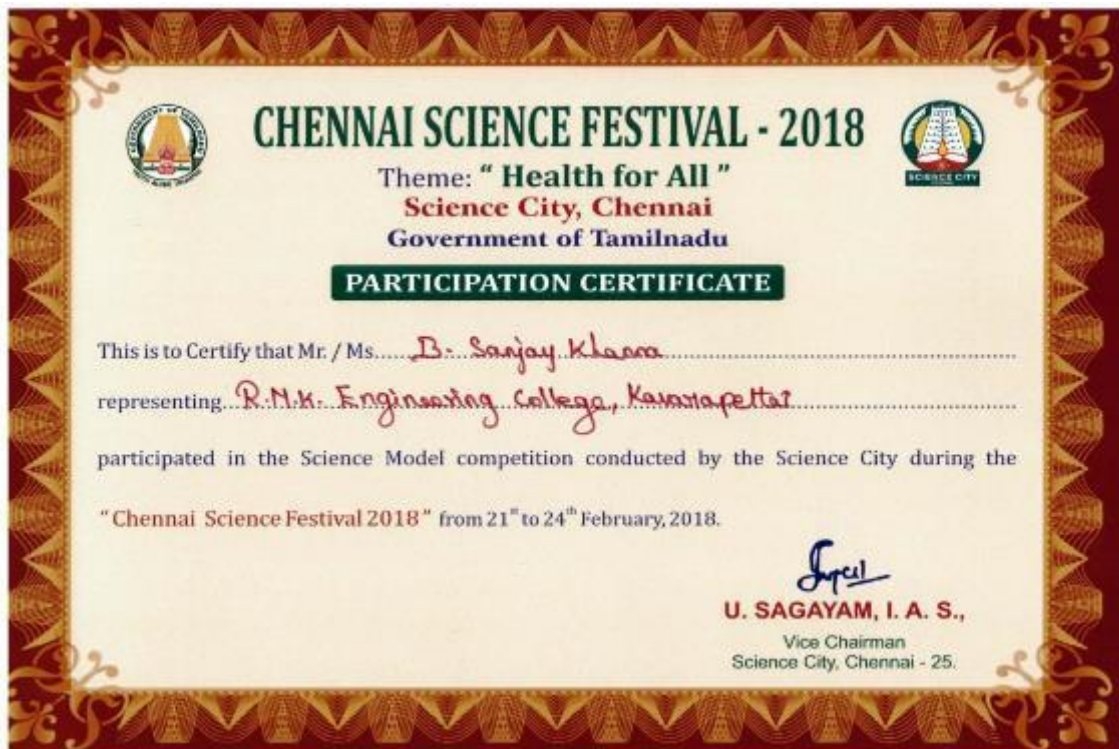 CHENNAI SCIENCE FESTIVAL - 2018
Theme: “ Health for All ”
Science City, Chennai
Government of Tamilnadu
SCIENCE CITY
PARTICIPATION CERTIFICATE
This is to Certify that Mr. / Ms. B. Sanjay Khanna
representing R.M.K. Engineering College, Kavarapettai
participated in the Science Model competition conducted by the Science City during the
“Chennai Science Festival 2018” from 21st to 24th February, 2018.
U. SAGAYAM, I. A. S.,
Vice Chairman
Science City, Chennai - 25.